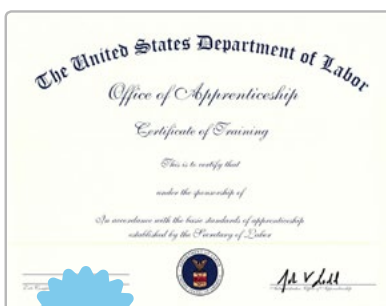 The United States Department of Labor
Office of Apprenticeship
Certificate of Training
This is to certify that
under the sponsorship of
In accordance with the basic standards of apprenticeship
established by the Secretary of Labor